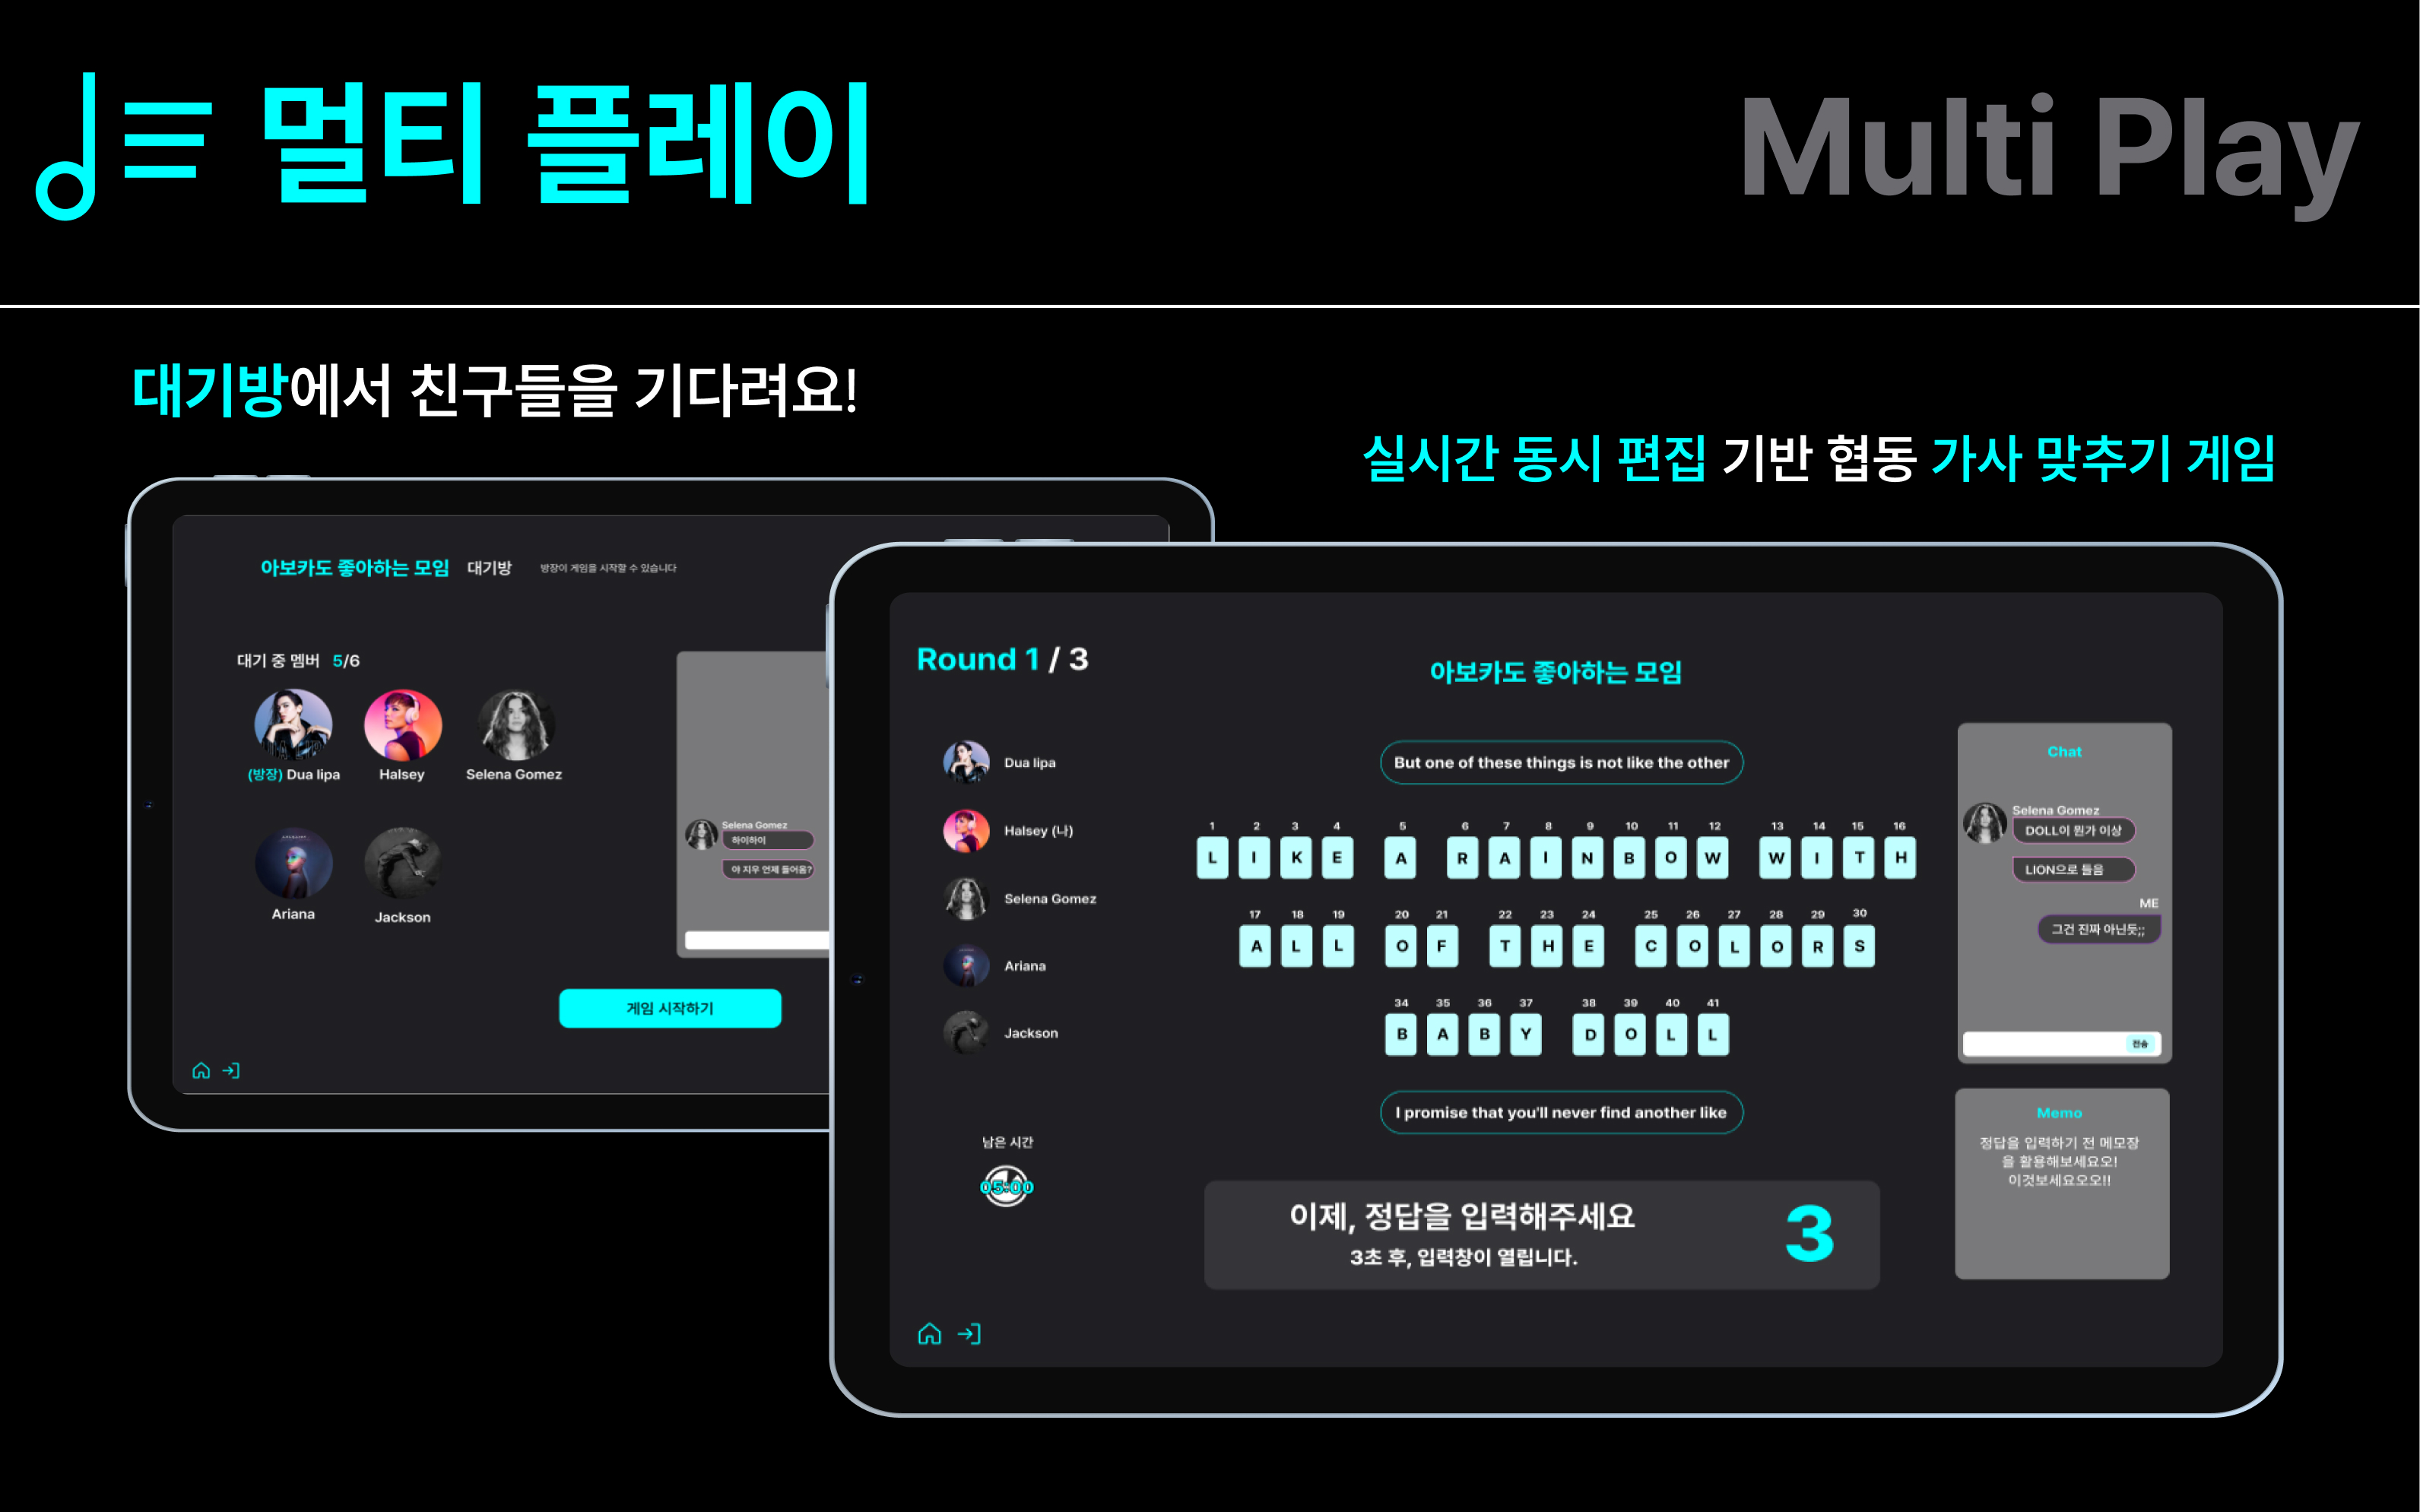 멀티 플레이
Multi Play
대기방에서 친구들을 기다려요!
실시간 동시 편집 기반 협동 가사 맞추기 게임
아보카도 좋아하는 모임 대기방 방장이 게임을 시작할 수 있습니다
대기 중 멤버 5/6
(방장) Dua lipa Halsey Selena Gomez
Ariana Jackson
Selena Gomez
하이하이
야 지우 언제 들어옴?
게임 시작하기
Round 1 / 3
아보카도 좋아하는 모임
Dua lipa
Halsey (나)
Selena Gomez
Ariana
Jackson
남은 시간
05:00
But one of these things is not like the other
1 2 3 4 5 6 7 8 9 10 11 12 13 14 15 16
L I K E A R A I N B O W W I T H
17 18 19 20 21 22 23 24 25 26 27 28 29 30
A L L O F T H E C O L O R S
34 35 36 37 38 39 40 41
B A B Y D O L L
I promise that you'll never find another like
이제, 정답을 입력해주세요
3초 후, 입력창이 열립니다.
3
Chat
Selena Gomez
DOLL이 뭔가 이상
LION으로 들음
ME
그건 진짜 아닌듯;;
전송
Memo
정답을 입력하기 전 메모장
을 활용해보세요오!
이것보세요오오!!